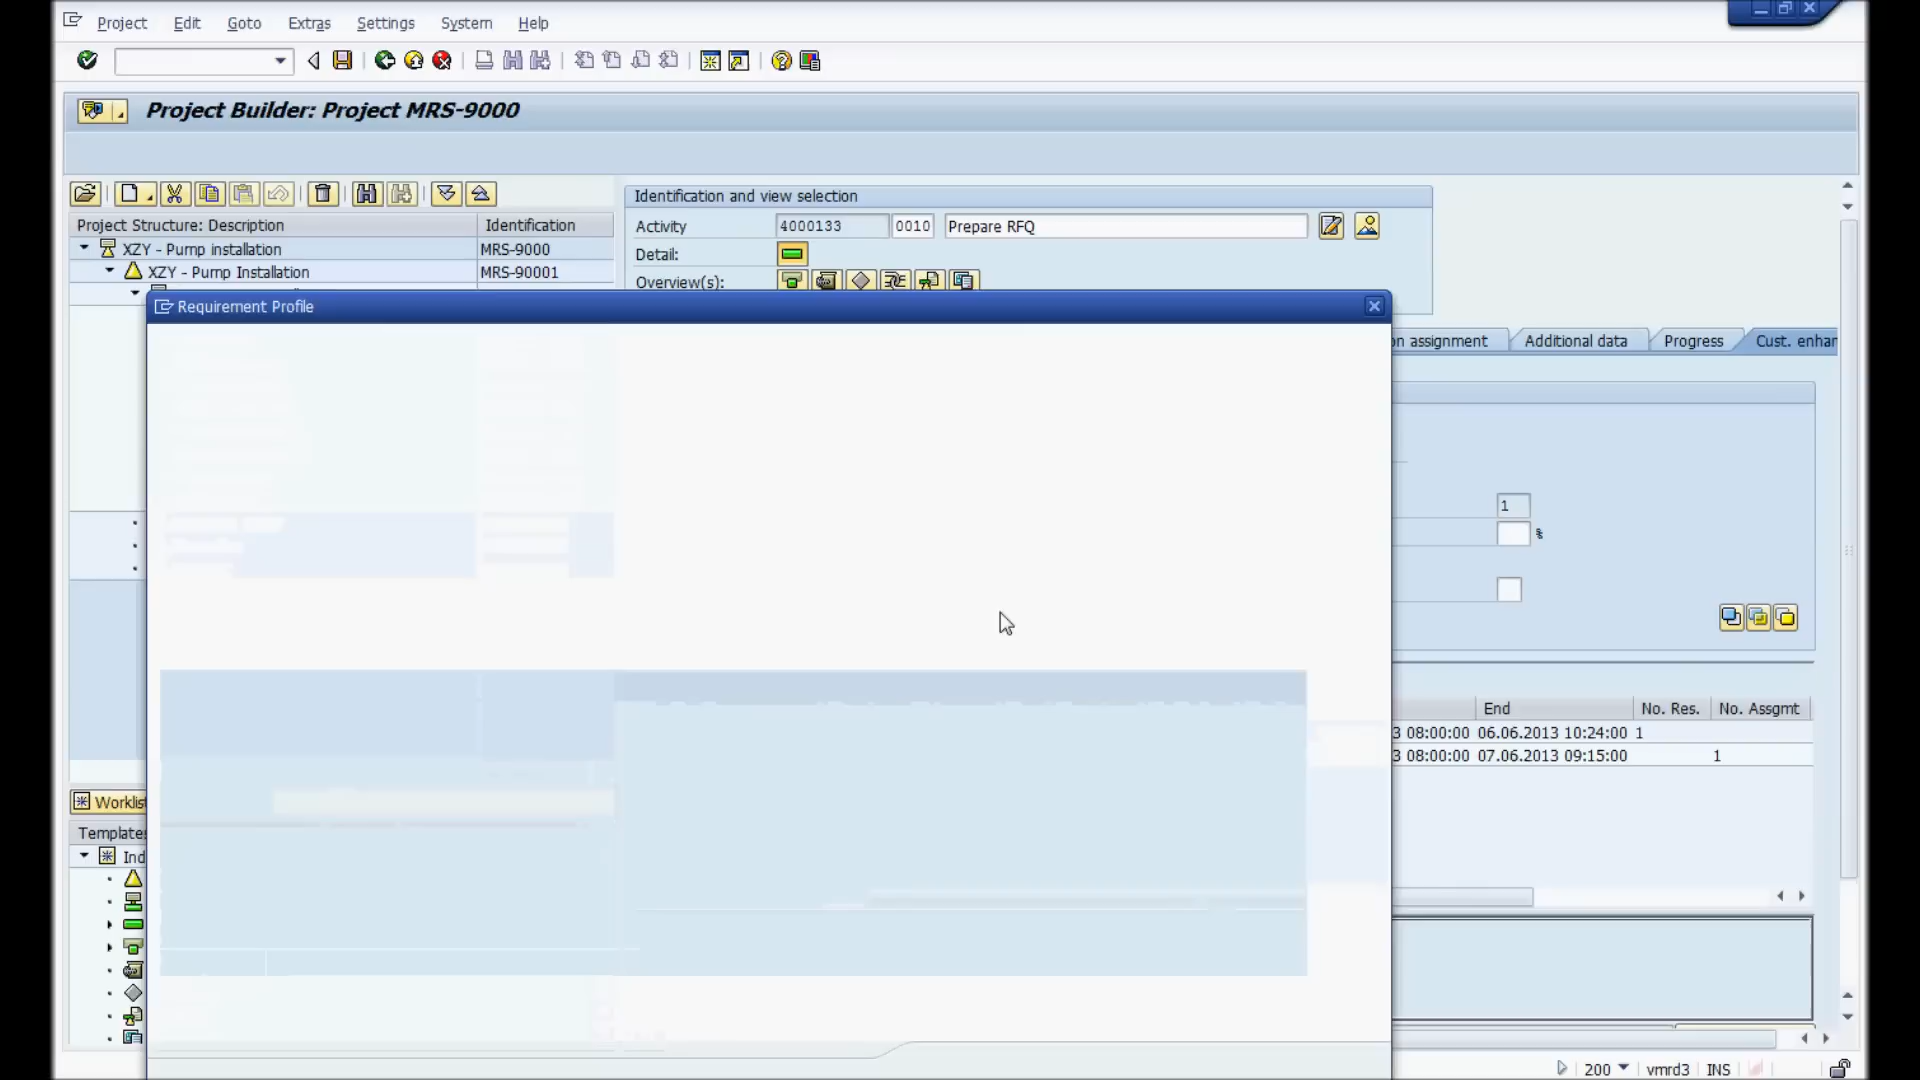 Project Edit Goto Extras Settings System Help
Project Builder: Project MRS-9000
Project Structure: Description Identification
XZY - Pump installation MRS-9000
XZY - Pump Installation MRS-90001
Identification and view selection
Activity 4000133 0010 Prepare RFQ
Detail:
Overview(s):
Requirement Profile
on assignment Additional data Progress Cust. enhan
1
%
End No. Res. No. Assgmt
3 08:00:00 06.06.2013 10:24:00 1
3 08:00:00 07.06.2013 09:15:00 1
Worklis
Templates
Ind
200 vmrd3 INS